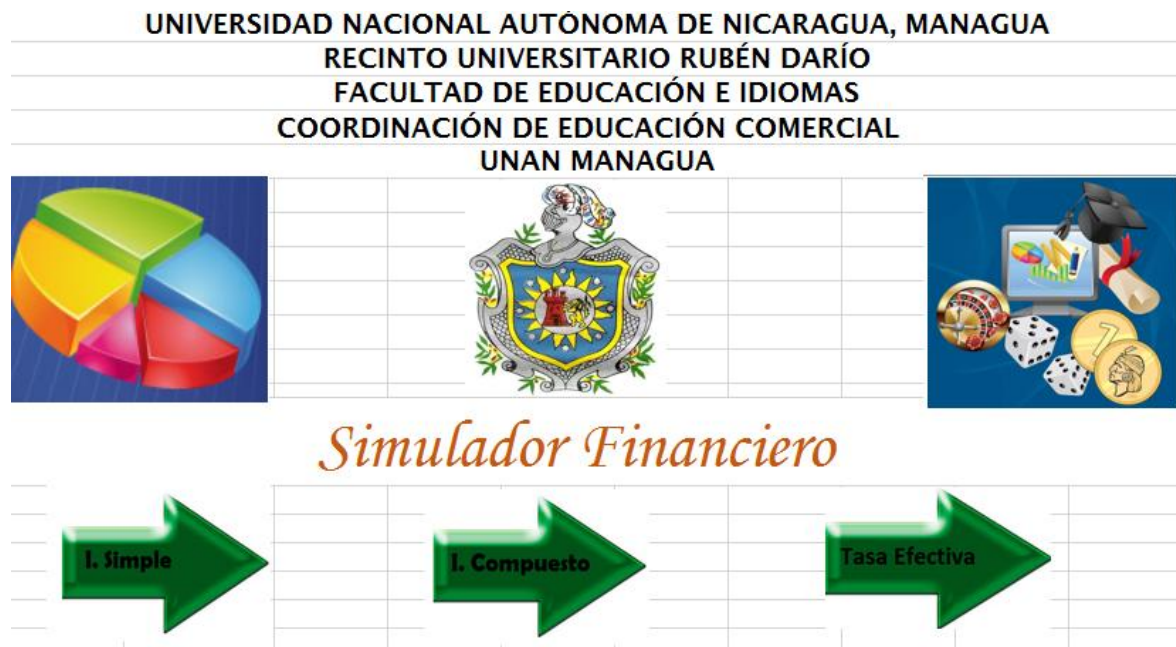 UNIVERSIDAD NACIONAL AUTÓNOMA DE NICARAGUA, MANAGUA
RECINTO UNIVERSITARIO RUBÉN DARÍO
FACULTAD DE EDUCACIÓN E IDIOMAS
COORDINACIÓN DE EDUCACIÓN COMERCIAL
UNAN MANAGUA
Simulador Financiero
I. Simple
I. Compuesto
Tasa Efectiva